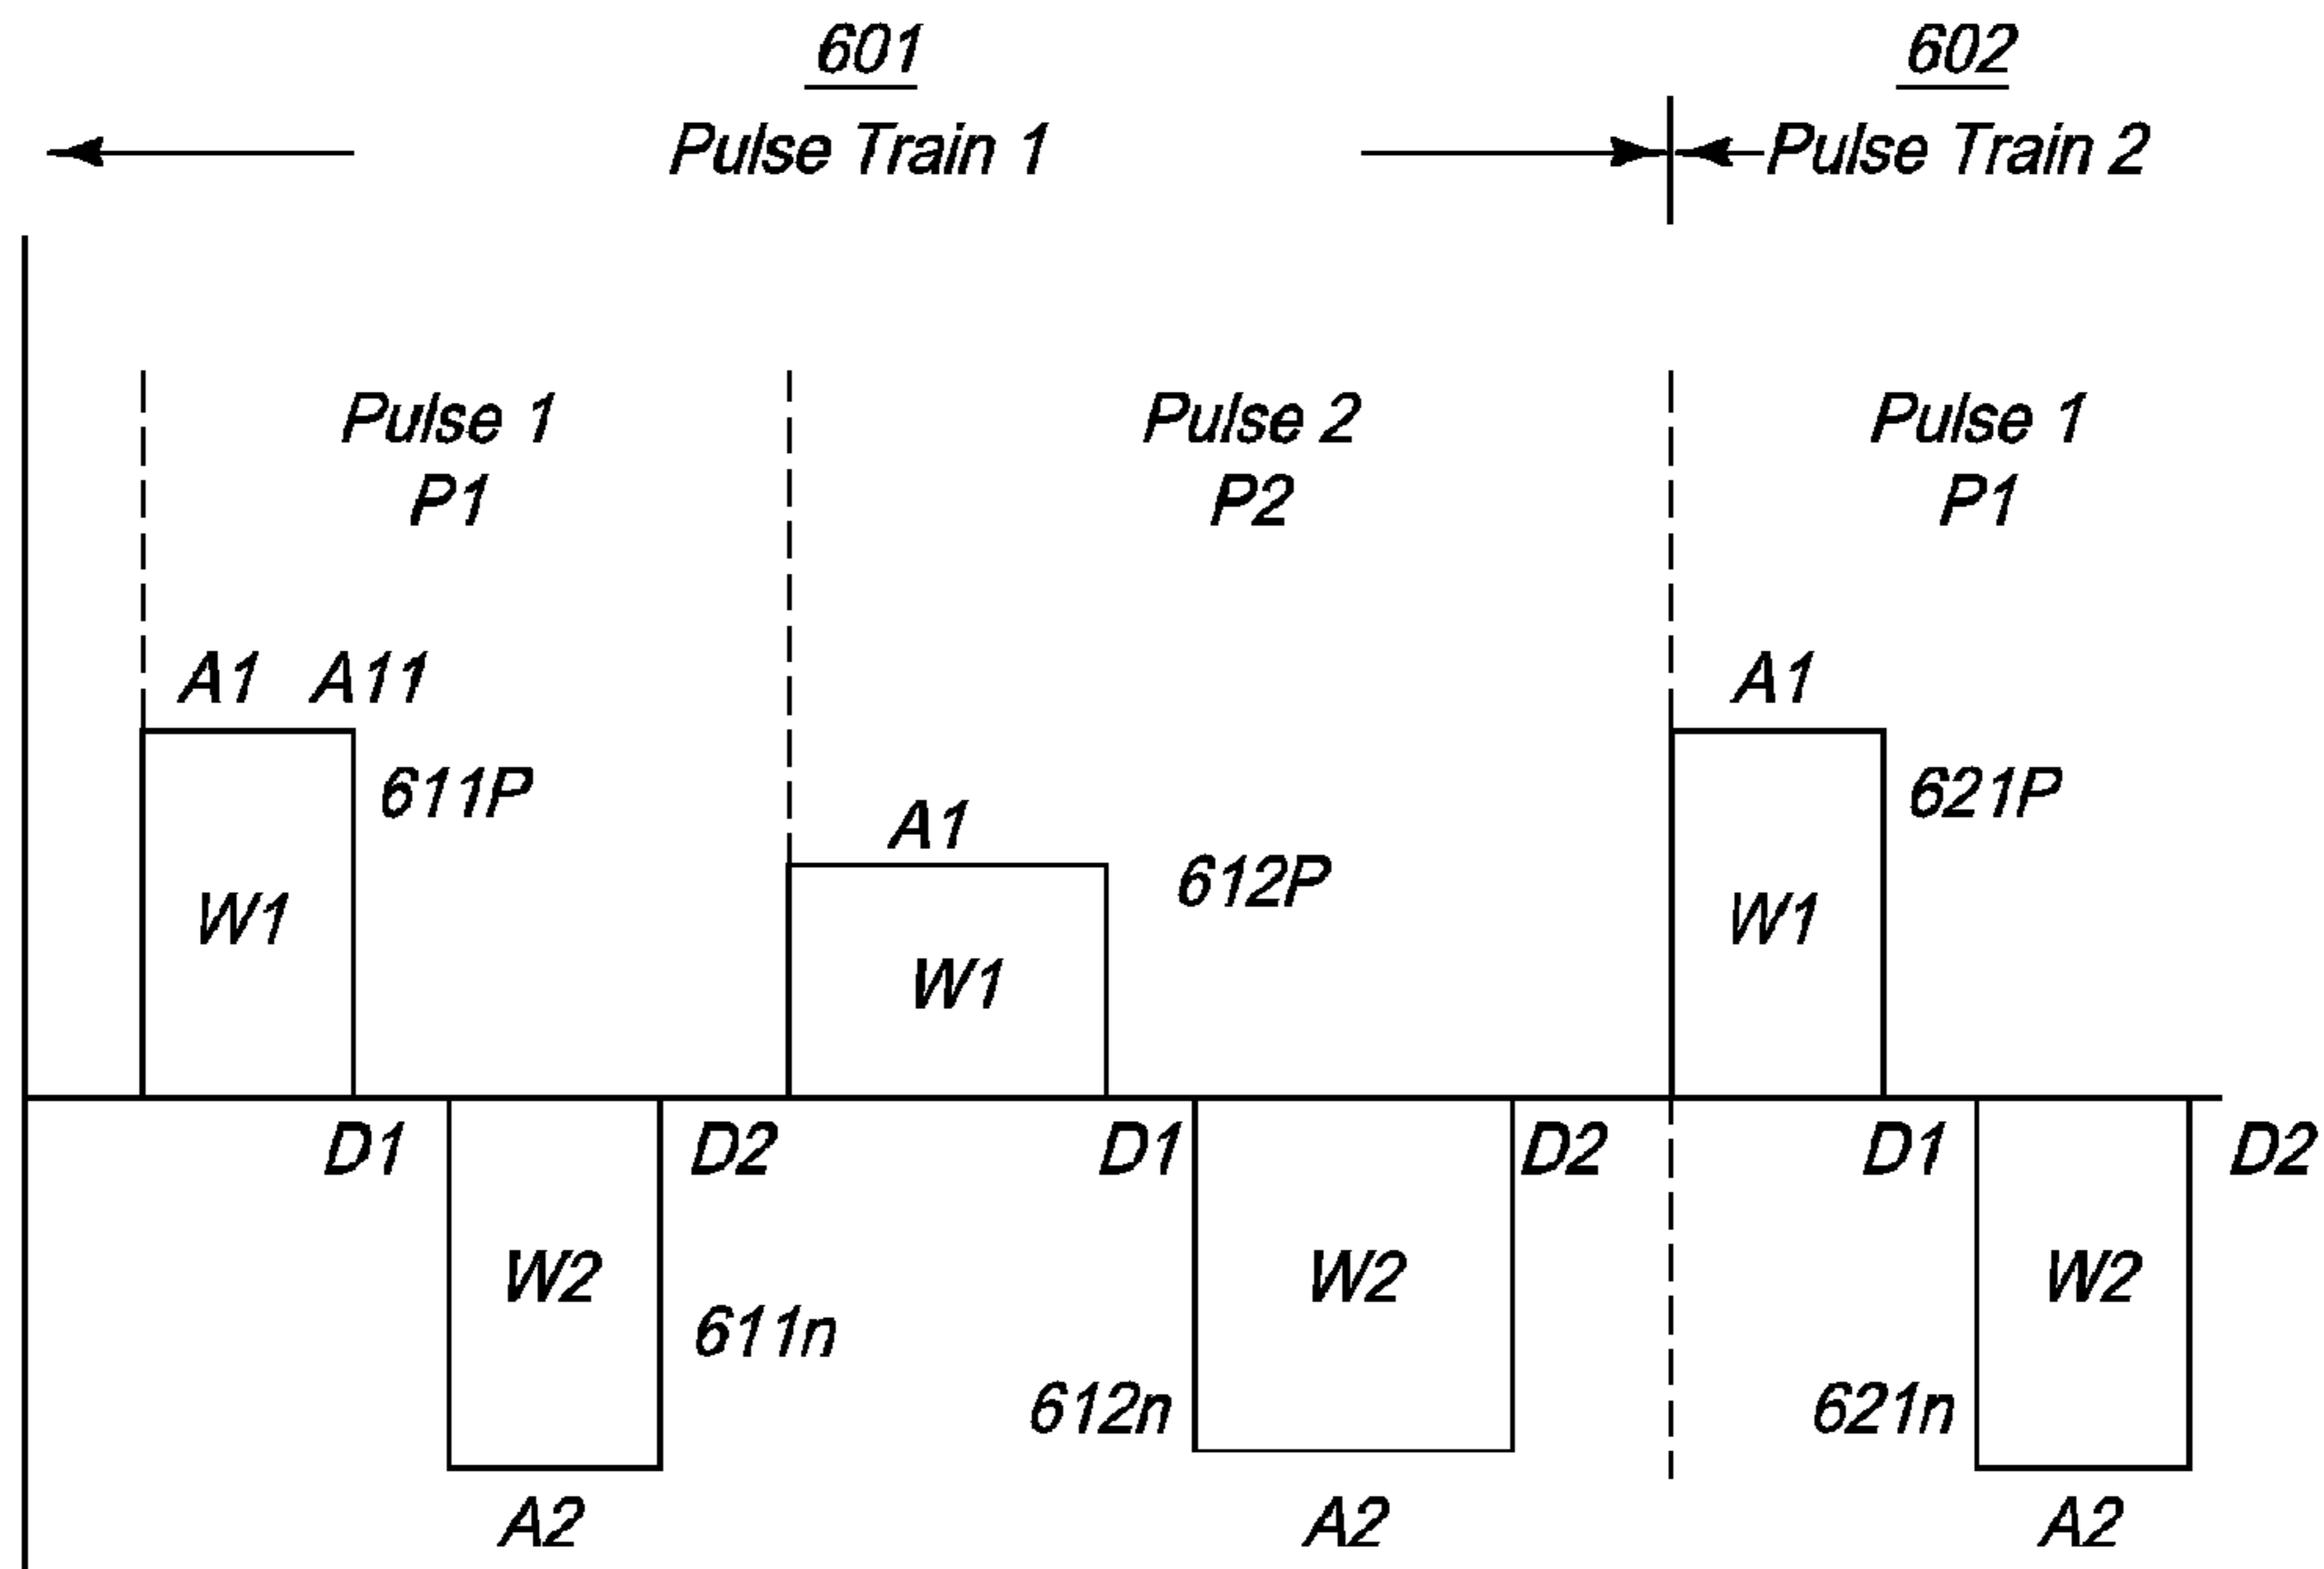 601
602
Pulse Train 1
Pulse Train 2
Pulse 1
P1
Pulse 2
P2
Pulse 1
P1
A1 A11
A1
A1
611P
612P
621P
W1
W1
W1
D1
D2
D1
D2
D1
D2
W2
W2
W2
611n
612n
621n
A2
A2
A2